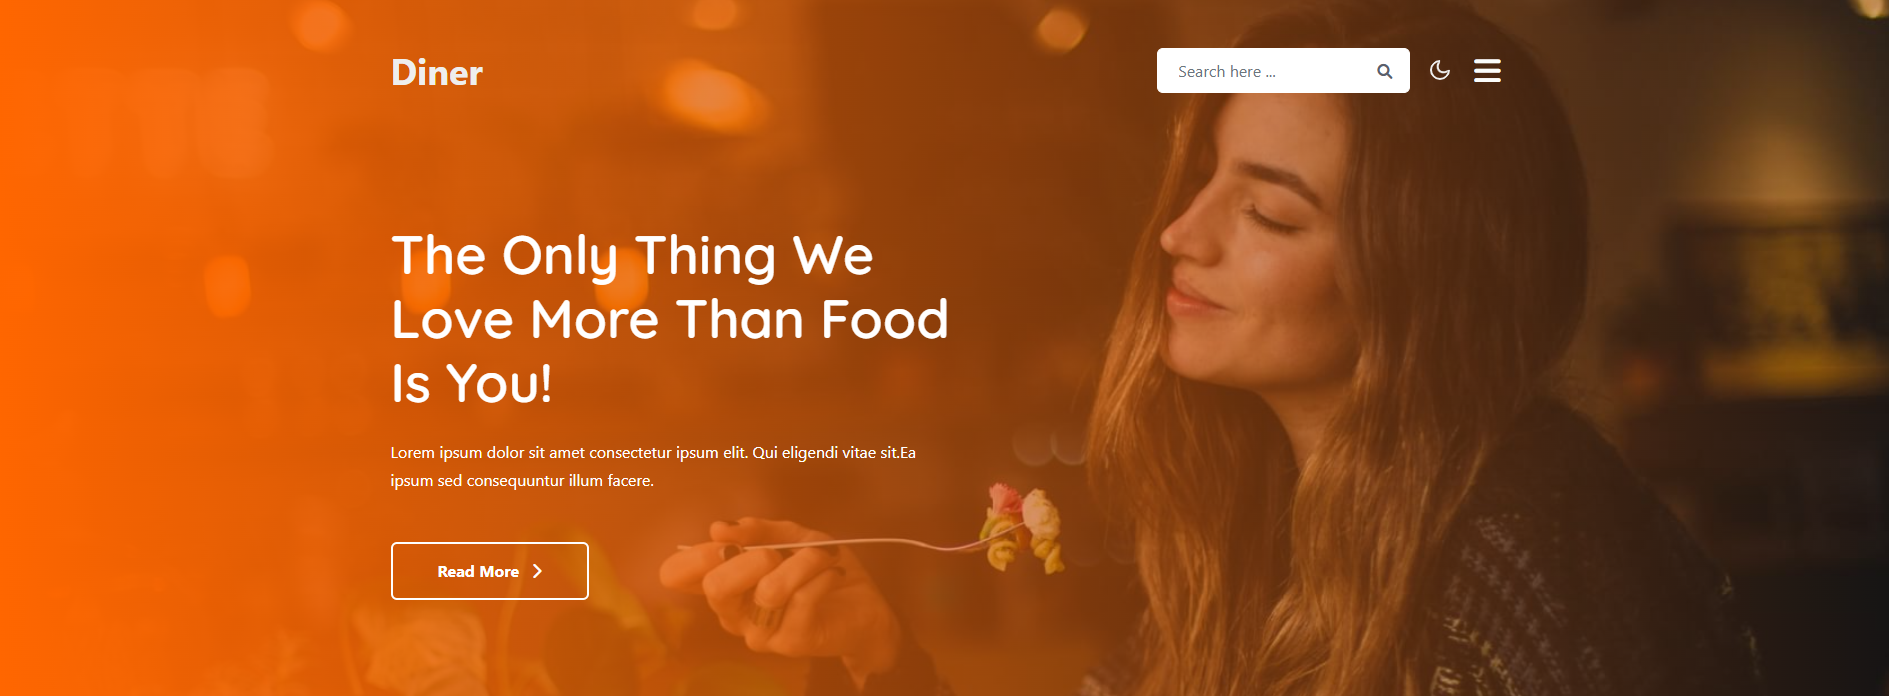 Diner
Search here ...
The Only Thing We
Love More Than Food
Is You!
Lorem ipsum dolor sit amet consectetur ipsum elit. Qui eligendi vitae sit.Ea
ipsum sed consequuntur illum facere.
Read More